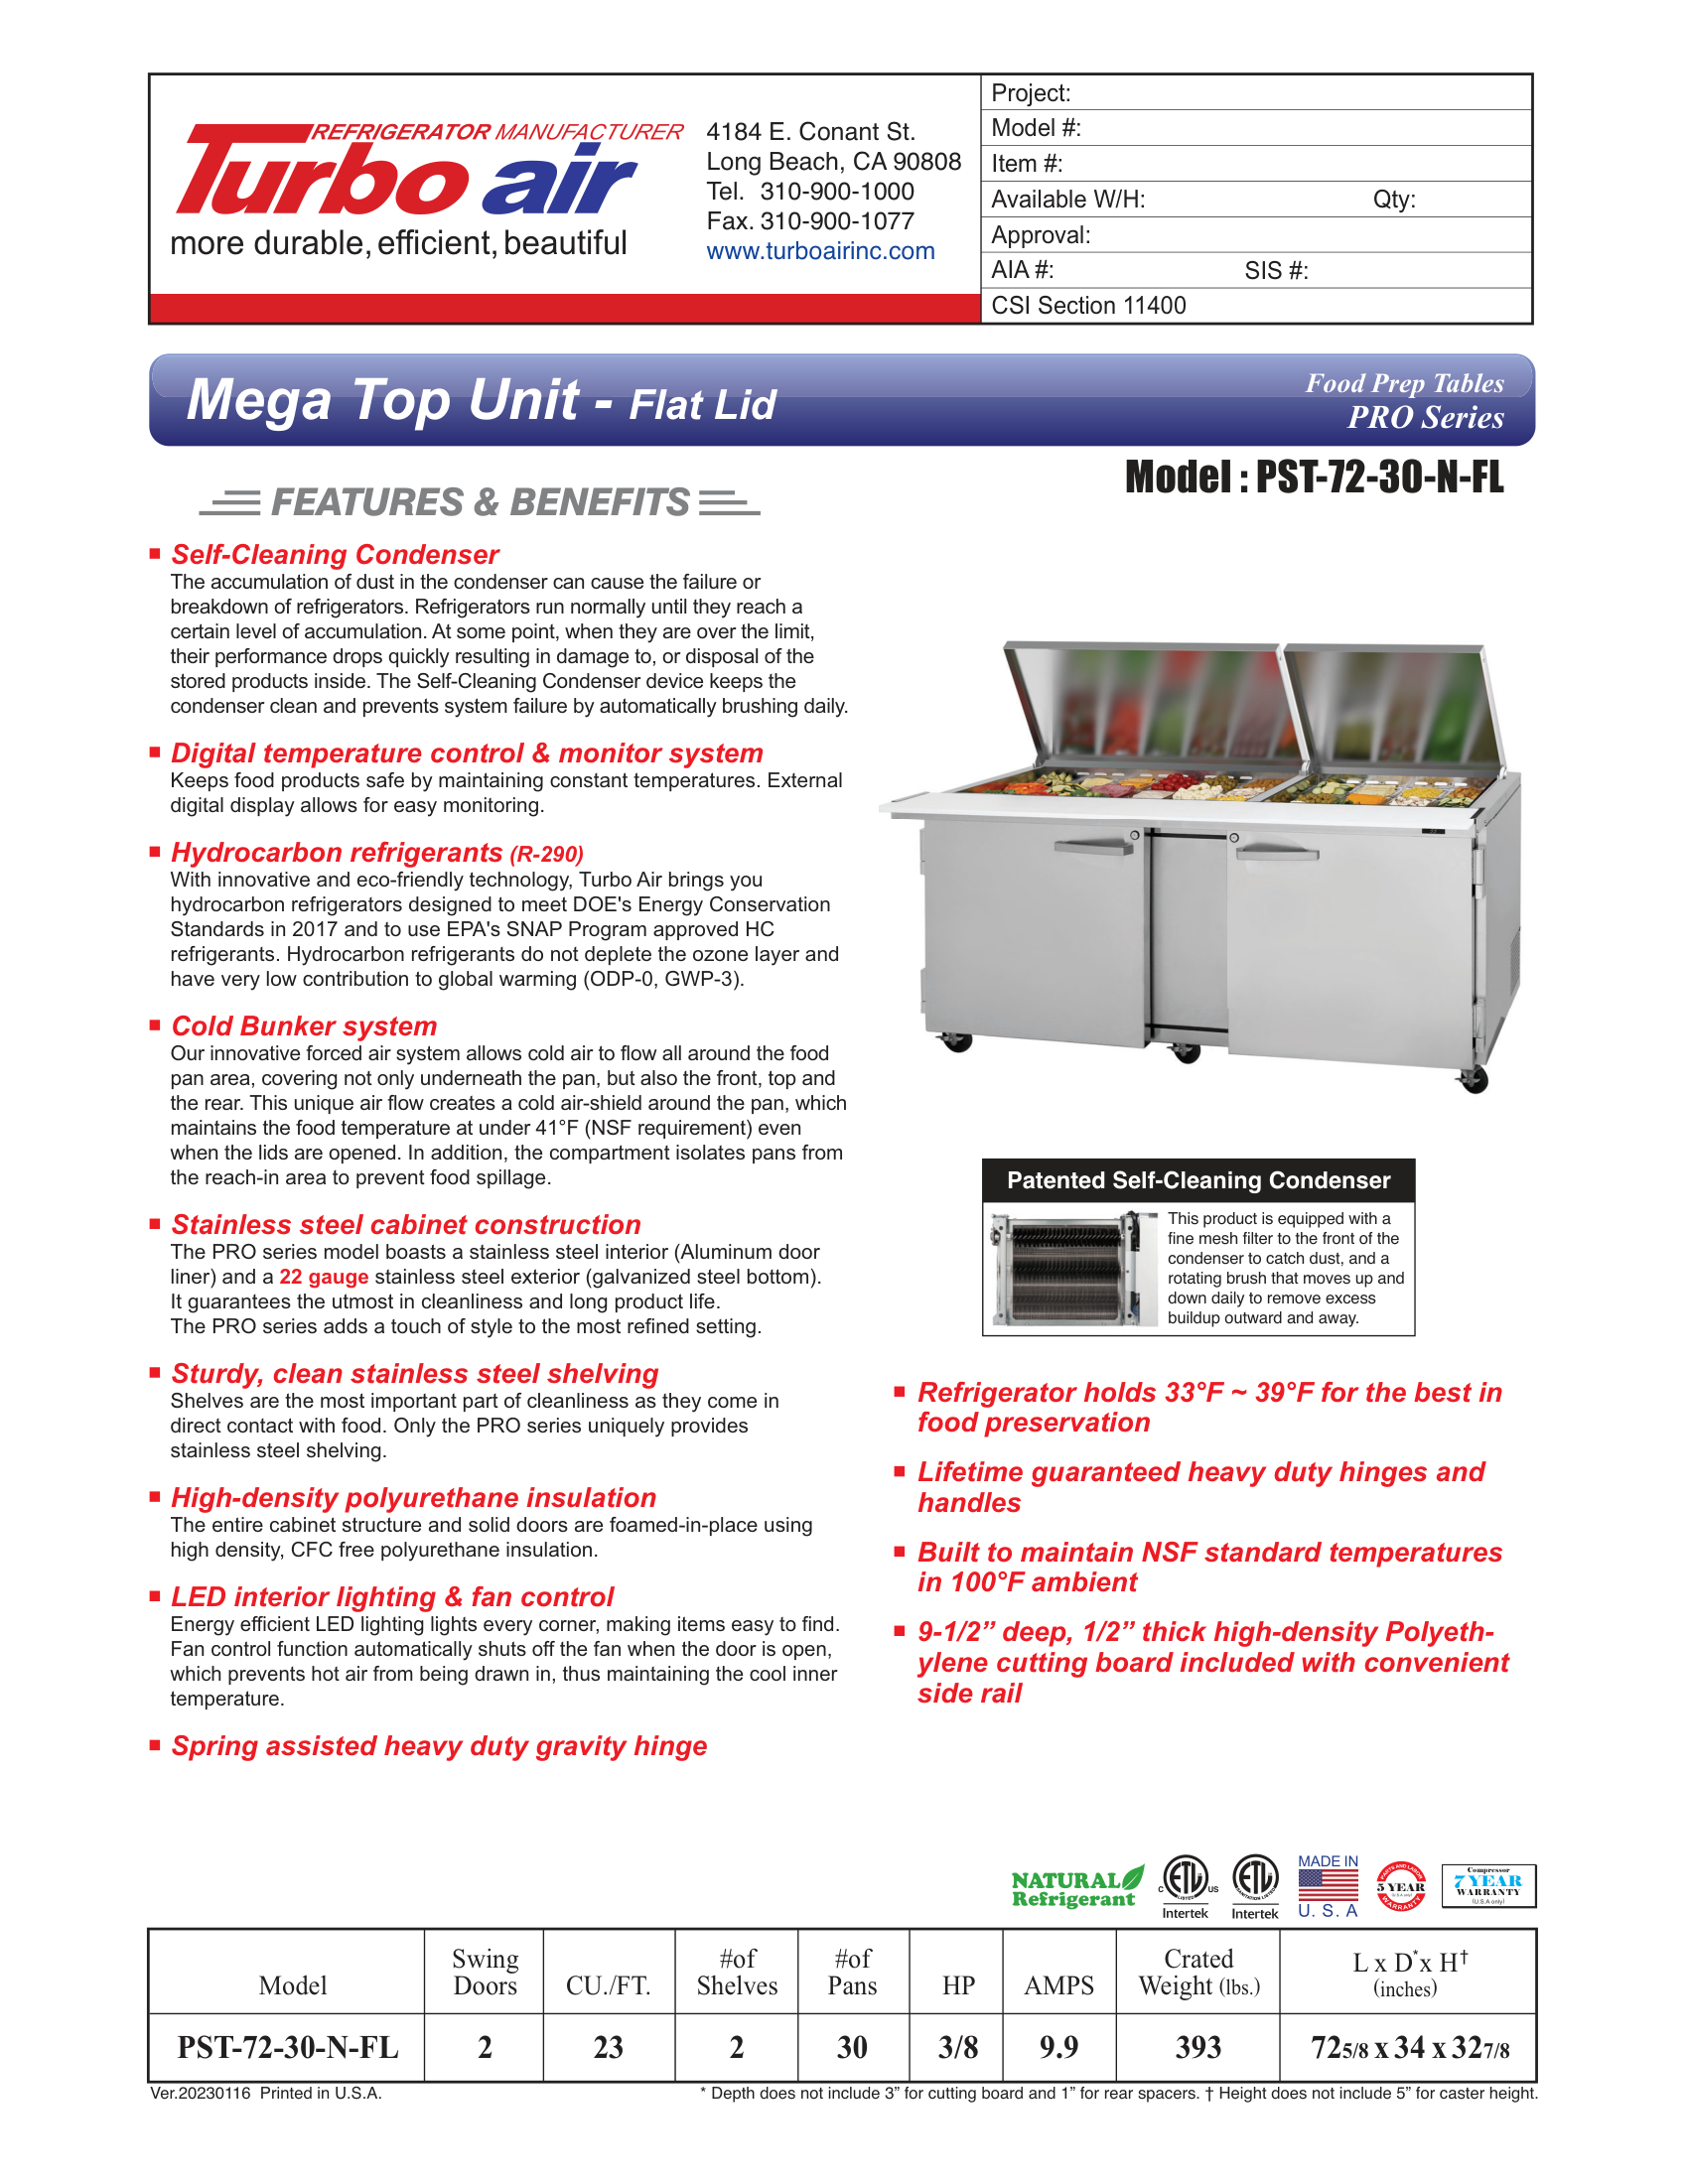 REFRIGERATOR MANUFACTURER
Turbo air
more durable, efficient, beautiful
4184 E. Conant St.
Long Beach, CA 90808
Tel. 310-900-1000
Fax. 310-900-1077
www.turboairinc.com
Project:
Model #:
Item #:
Available W/H: Qty:
Approval:
AIA #: SIS #:
CSI Section 11400
Mega Top Unit - Flat Lid
Food Prep Tables
PRO Series
Model : PST-72-30-N-FL
FEATURES & BENEFITS
Self-Cleaning Condenser
The accumulation of dust in the condenser can cause the failure or
breakdown of refrigerators. Refrigerators run normally until they reach a
certain level of accumulation. At some point, when they are over the limit,
their performance drops quickly resulting in damage to, or disposal of the
stored products inside. The Self-Cleaning Condenser device keeps the
condenser clean and prevents system failure by automatically brushing daily.
Digital temperature control & monitor system
Keeps food products safe by maintaining constant temperatures. External
digital display allows for easy monitoring.
Hydrocarbon refrigerants (R-290)
With innovative and eco-friendly technology, Turbo Air brings you
hydrocarbon refrigerators designed to meet DOE's Energy Conservation
Standards in 2017 and to use EPA's SNAP Program approved HC
refrigerants. Hydrocarbon refrigerants do not deplete the ozone layer and
have very low contribution to global warming (ODP-0, GWP-3).
Cold Bunker system
Our innovative forced air system allows cold air to flow all around the food
pan area, covering not only underneath the pan, but also the front, top and
the rear. This unique air flow creates a cold air-shield around the pan, which
maintains the food temperature at under 41°F (NSF requirement) even
when the lids are opened. In addition, the compartment isolates pans from
the reach-in area to prevent food spillage.
Stainless steel cabinet construction
The PRO series model boasts a stainless steel interior (Aluminum door
liner) and a 22 gauge stainless steel exterior (galvanized steel bottom).
It guarantees the utmost in cleanliness and long product life.
The PRO series adds a touch of style to the most refined setting.
Sturdy, clean stainless steel shelving
Shelves are the most important part of cleanliness as they come in
direct contact with food. Only the PRO series uniquely provides
stainless steel shelving.
High-density polyurethane insulation
The entire cabinet structure and solid doors are foamed-in-place using
high density, CFC free polyurethane insulation.
LED interior lighting & fan control
Energy efficient LED lighting lights every corner, making items easy to find.
Fan control function automatically shuts off the fan when the door is open,
which prevents hot air from being drawn in, thus maintaining the cool inner
temperature.
Spring assisted heavy duty gravity hinge
Patented Self-Cleaning Condenser
This product is equipped with a
fine mesh filter to the front of the
condenser to catch dust, and a
rotating brush that moves up and
down daily to remove excess
buildup outward and away.
Refrigerator holds 33°F ~ 39°F for the best in
food preservation
Lifetime guaranteed heavy duty hinges and
handles
Built to maintain NSF standard temperatures
in 100°F ambient
9-1/2” deep, 1/2” thick high-density Polyeth-
ylene cutting board included with convenient
side rail
NATURAL
Refrigerant
C ETL US
LISTED
Intertek
ETL
SANITATION LISTED
Intertek
MADE IN
U. S. A
PARTS AND LABOR
5 YEAR
(U.S.A only)
WARRANTY
Compressor
7 YEAR
WARRANTY
(U.S.A only)
Model Swing Doors CU./FT. #of Shelves #of Pans HP AMPS Crated Weight (lbs.) L x D* x H† (inches)
PST-72-30-N-FL 2 23 2 30 3/8 9.9 393 725/8 x 34 x 327/8
Ver.20230116 Printed in U.S.A.
* Depth does not include 3” for cutting board and 1” for rear spacers. † Height does not include 5” for caster height.